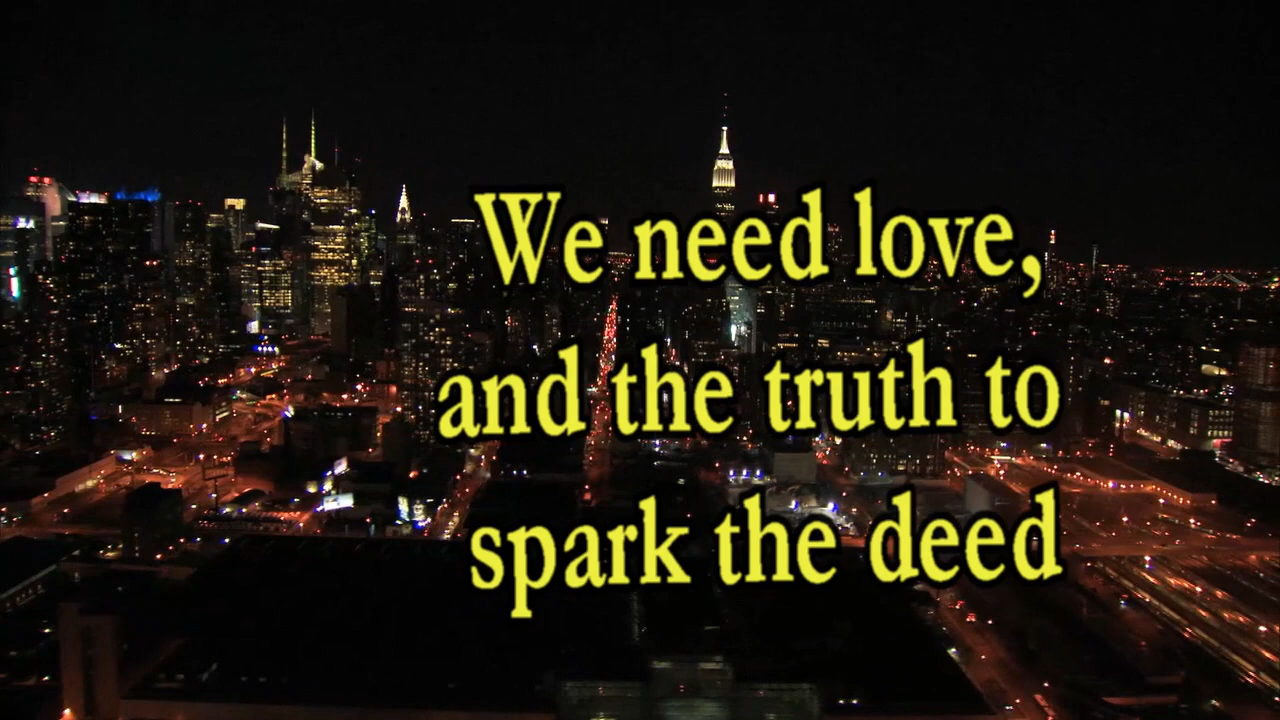 We need love,
and the truth to
spark the deed